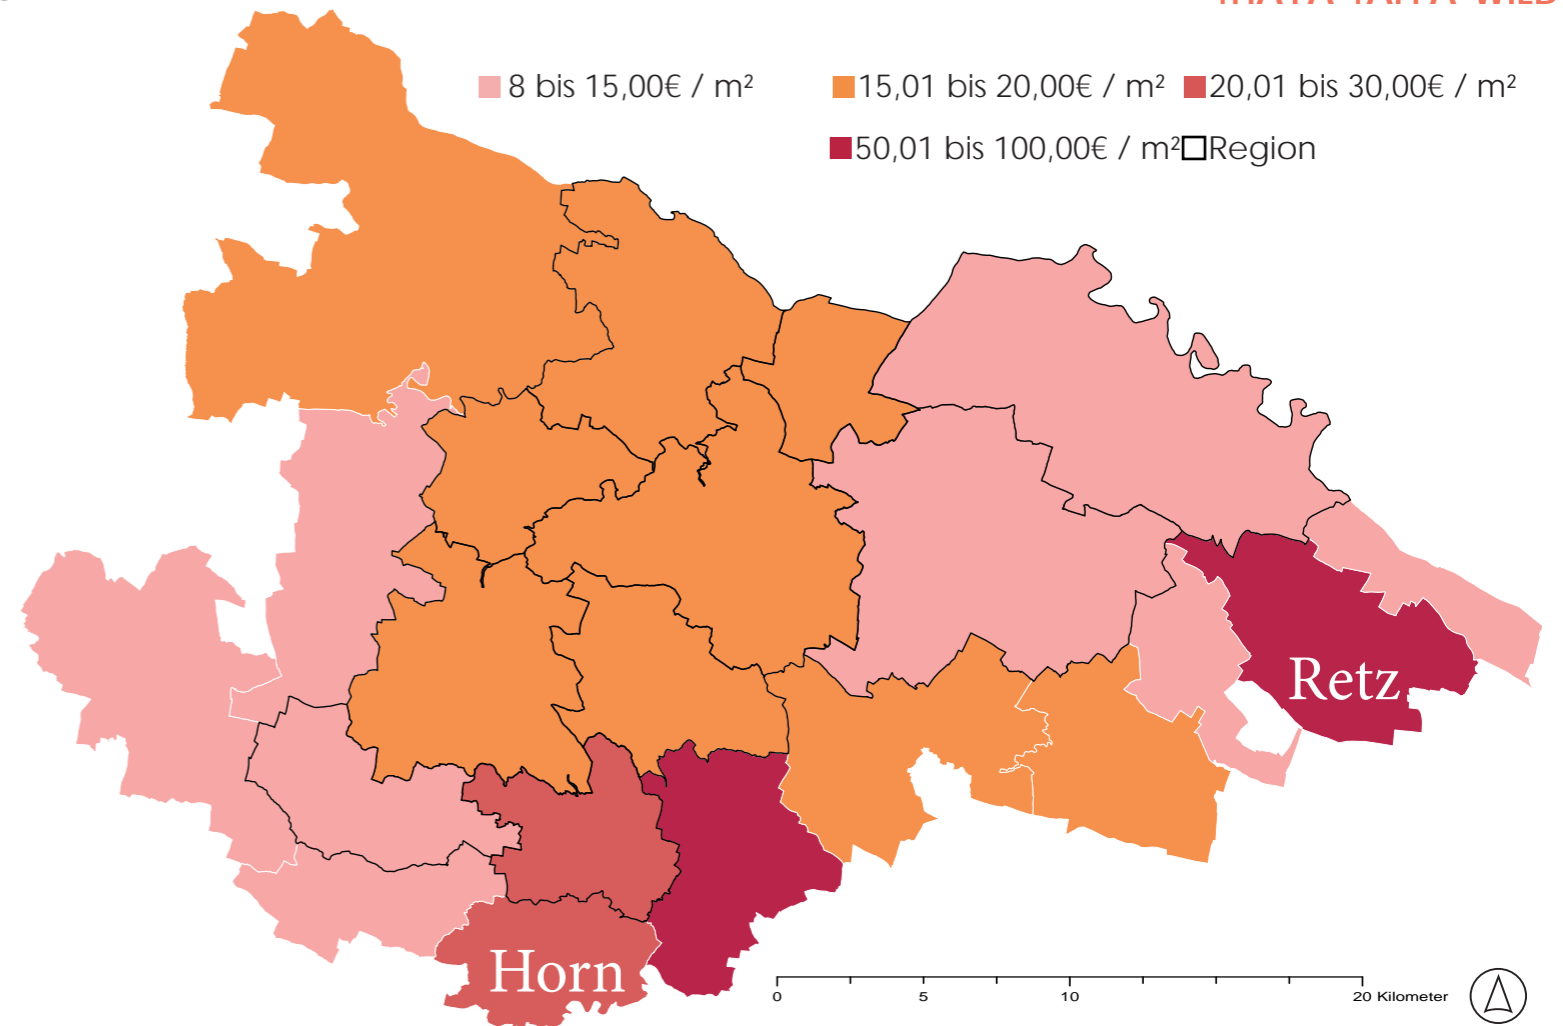 8 bis 15,00€ / m² 15,01 bis 20,00€ / m² 20,01 bis 30,00€ / m²
50,01 bis 100,00€ / m² Region
Retz
Horn
0 5 10 20 Kilometer